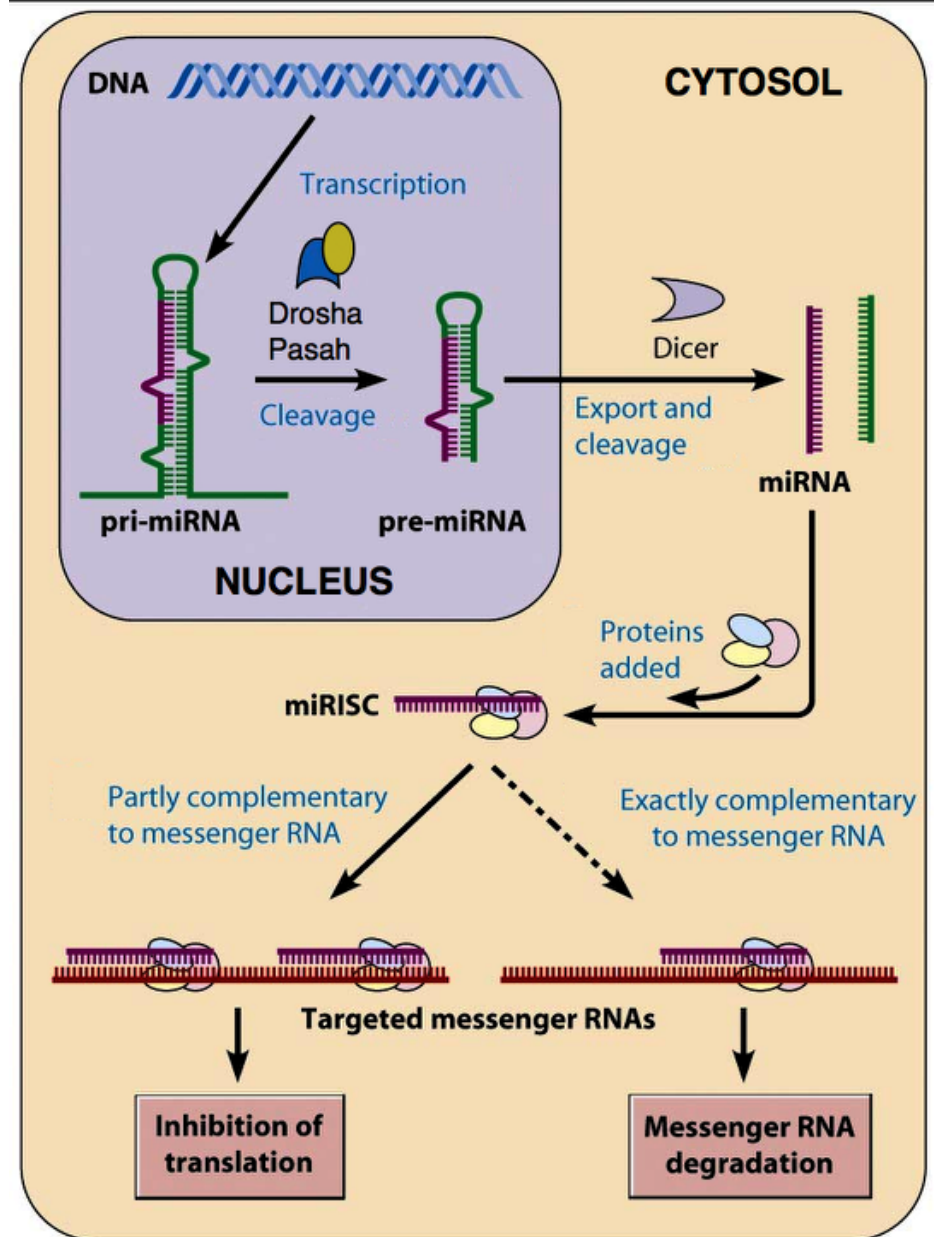 DNA
CYTOSOL
Transcription
Drosha
Pasah
Cleavage
Dicer
Export and
cleavage
miRNA
pri-miRNA
pre-miRNA
NUCLEUS
Proteins
added
miRISC
Partly complementary
to messenger RNA
Exactly complementary
to messenger RNA
Targeted messenger RNAs
Inhibition of
translation
Messenger RNA
degradation